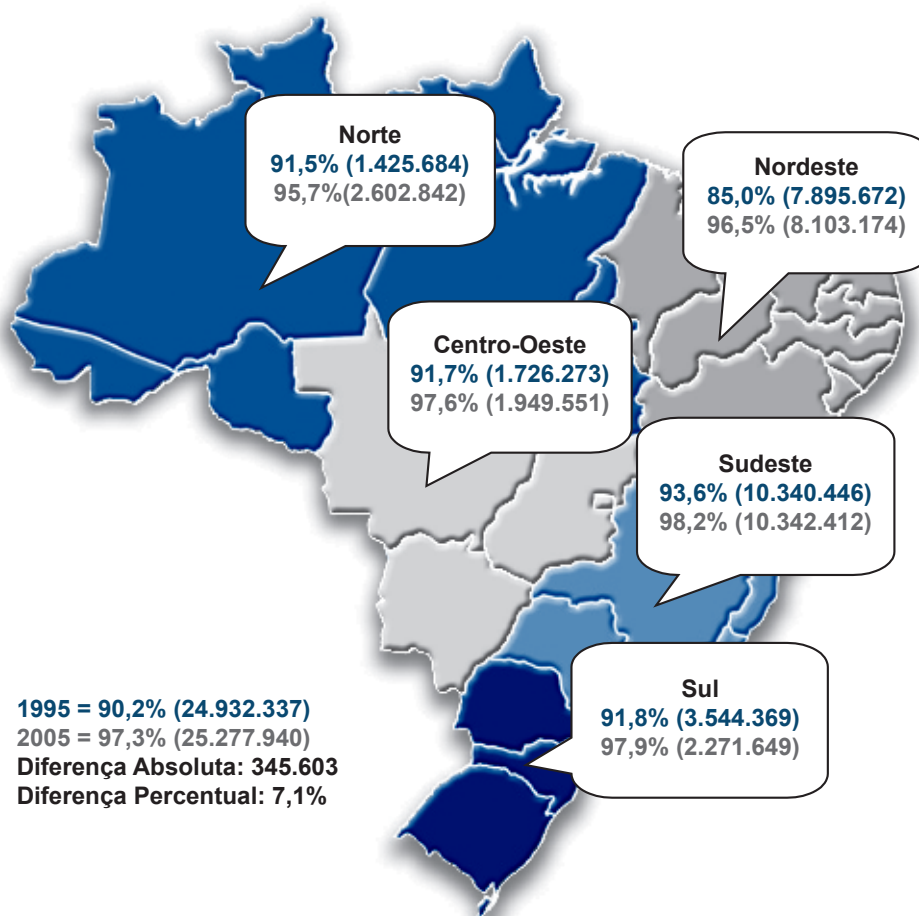 Norte
91,5% (1.425.684)
95,7%(2.602.842)
Nordeste
85,0% (7.895.672)
96,5% (8.103.174)
Centro-Oeste
91,7% (1.726.273)
97,6% (1.949.551)
Sudeste
93,6% (10.340.446)
98,2% (10.342.412)
Sul
91,8% (3.544.369)
97,9% (2.271.649)
1995 = 90,2% (24.932.337)
2005 = 97,3% (25.277.940)
Diferença Absoluta: 345.603
Diferença Percentual: 7,1%